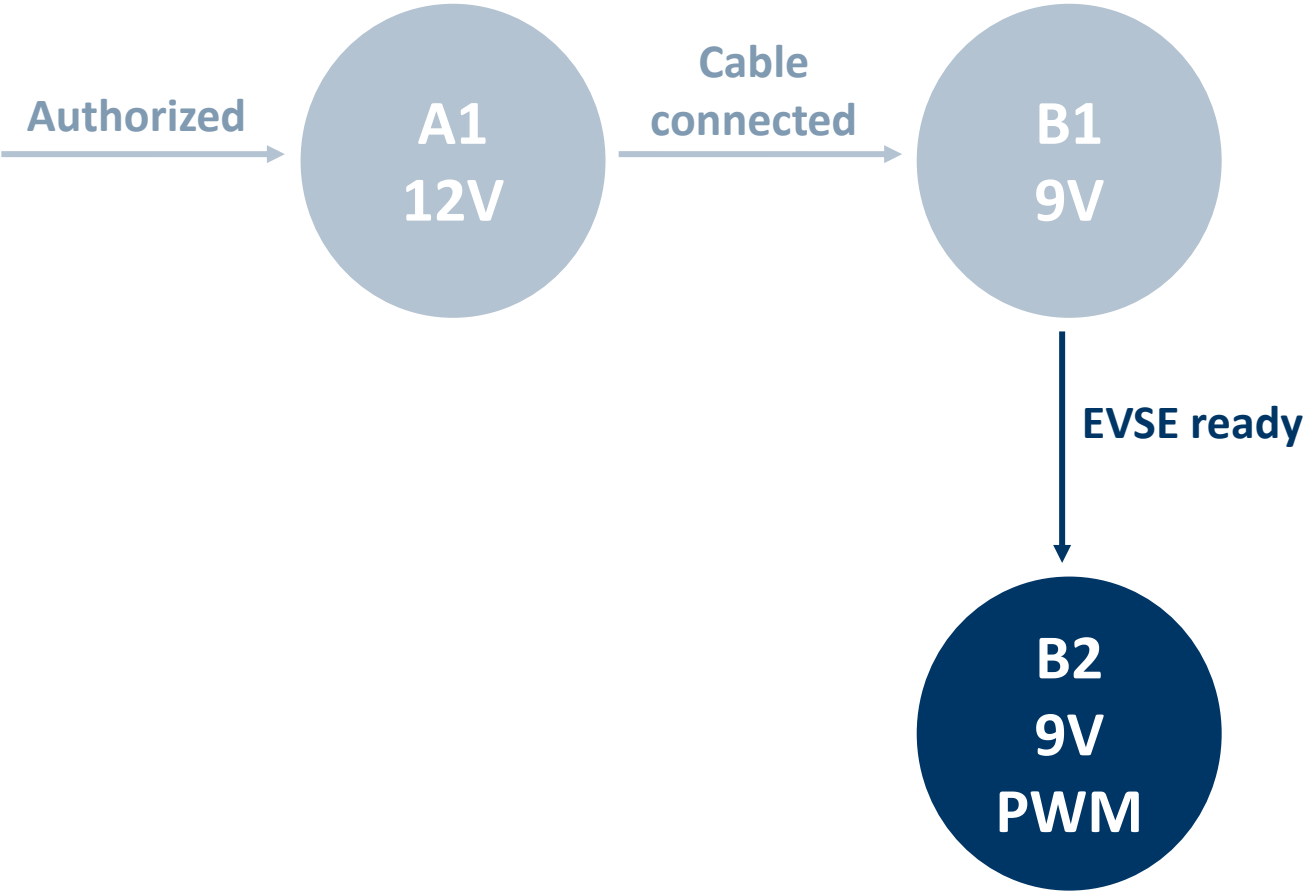 Authorized
A1
12V
Cable
connected
B1
9V
EVSE ready
B2
9V
PWM